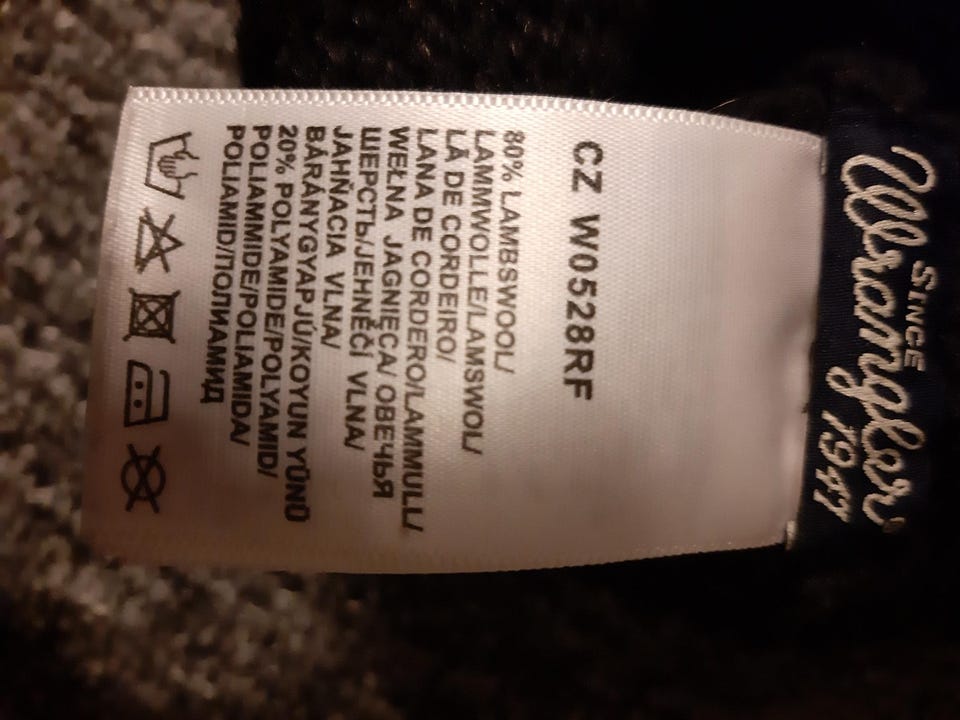 Wrangler
SINCE 1947
CZ W0528RF
80% LAMBSWOOL/
LAMMWOLLE/LAMSWOL/
LÃ DE CORDEIRO/
LANA DE CORDERO/LAMMULL/
WEŁNA JAGNIĘCA/ ОВЕЧЬЯ
ШЕРСТЬ/JEHNĚČÍ VLNA/
JAHŇACIA VLNA/
BÁRÁNYGYAPJÚ/KOYUN YÜNÜ
20% POLYAMIDE/POLYAMID/
POLIAMMIDE/POLIAMIDA/
POLIAMID/ПОЛИАМИД